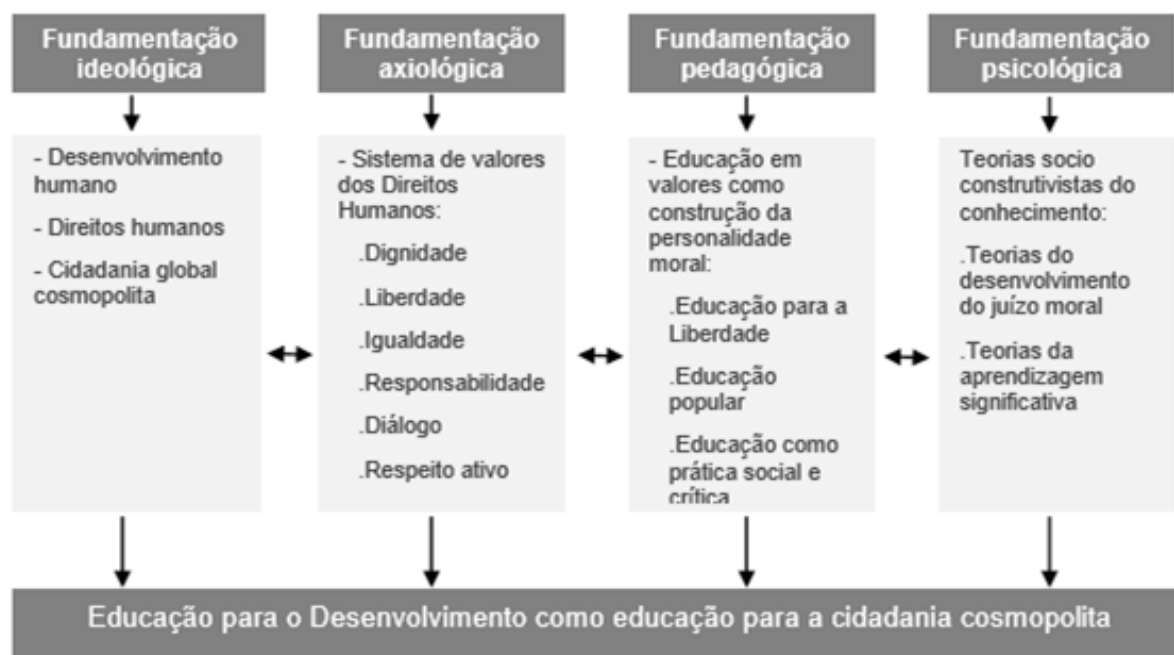 Fundamentação
ideológica
- Desenvolvimento
humano
- Direitos humanos
- Cidadania global
cosmopolita
Fundamentação
axiológica
- Sistema de valores
dos Direitos
Humanos:
.Dignidade
.Liberdade
.Igualdade
.Responsabilidade
.Diálogo
.Respeito ativo
Fundamentação
pedagógica
- Educação em
valores como
construção da
personalidade
moral:
.Educação para a
Liberdade
.Educação
popular
.Educação como
prática social e
crítica
Fundamentação
psicológica
Teorias socio
construtivistas do
conhecimento:
.Teorias do
desenvolvimento
do juízo moral
.Teorias da
aprendizagem
significativa
Educação para o Desenvolvimento como educação para a cidadania cosmopolita